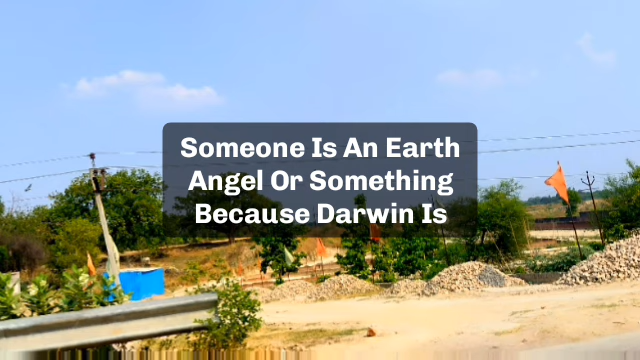 Someone Is An Earth
Angel Or Something
Because Darwin Is